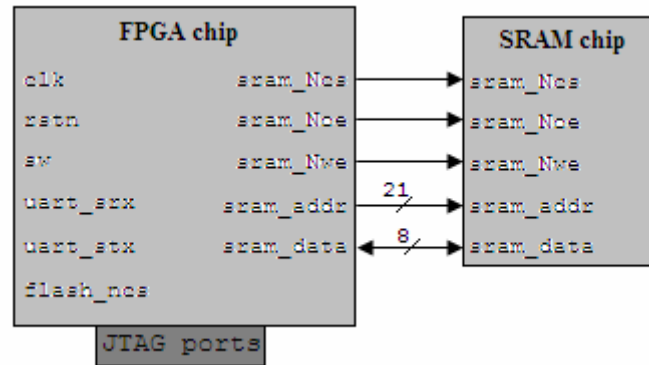 FPGA chip
SRAM chip
clk sram_Ncs sram_Ncs
rstn sram_Noe sram_Noe
sw sram_Nwe sram_Nwe
uart_srx sram_addr 21 sram_addr
uart_stx sram_data 8 sram_data
flash_ncs
JTAG ports